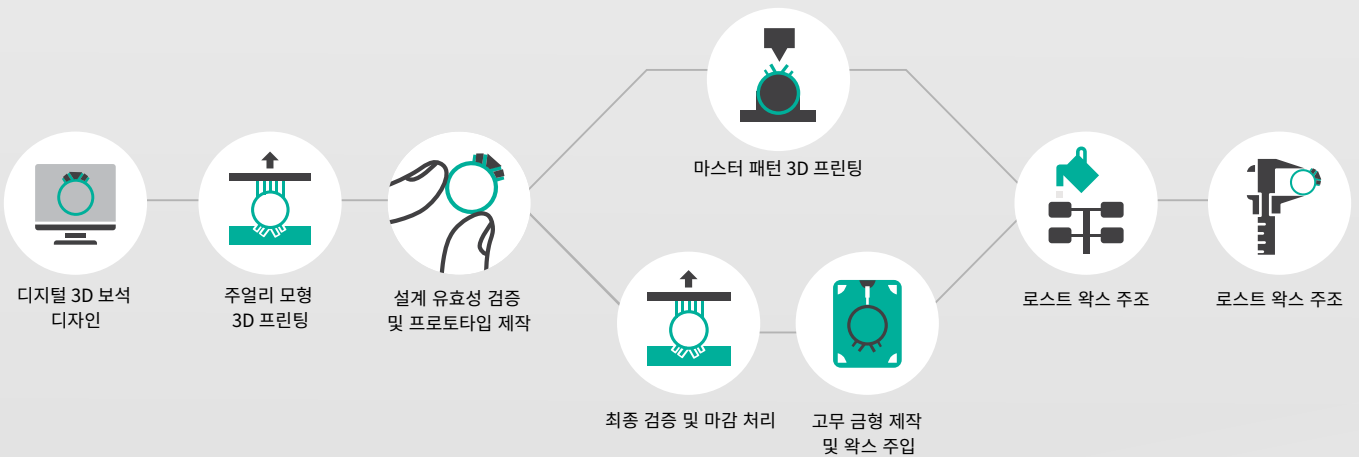 디지털 3D 보석
디자인
주얼리 모형
3D 프린팅
설계 유효성 검증
및 프로토타입 제작
마스터 패턴 3D 프린팅
최종 검증 및 마감 처리
고무 금형 제작
및 왁스 주입
로스트 왁스 주조
로스트 왁스 주조